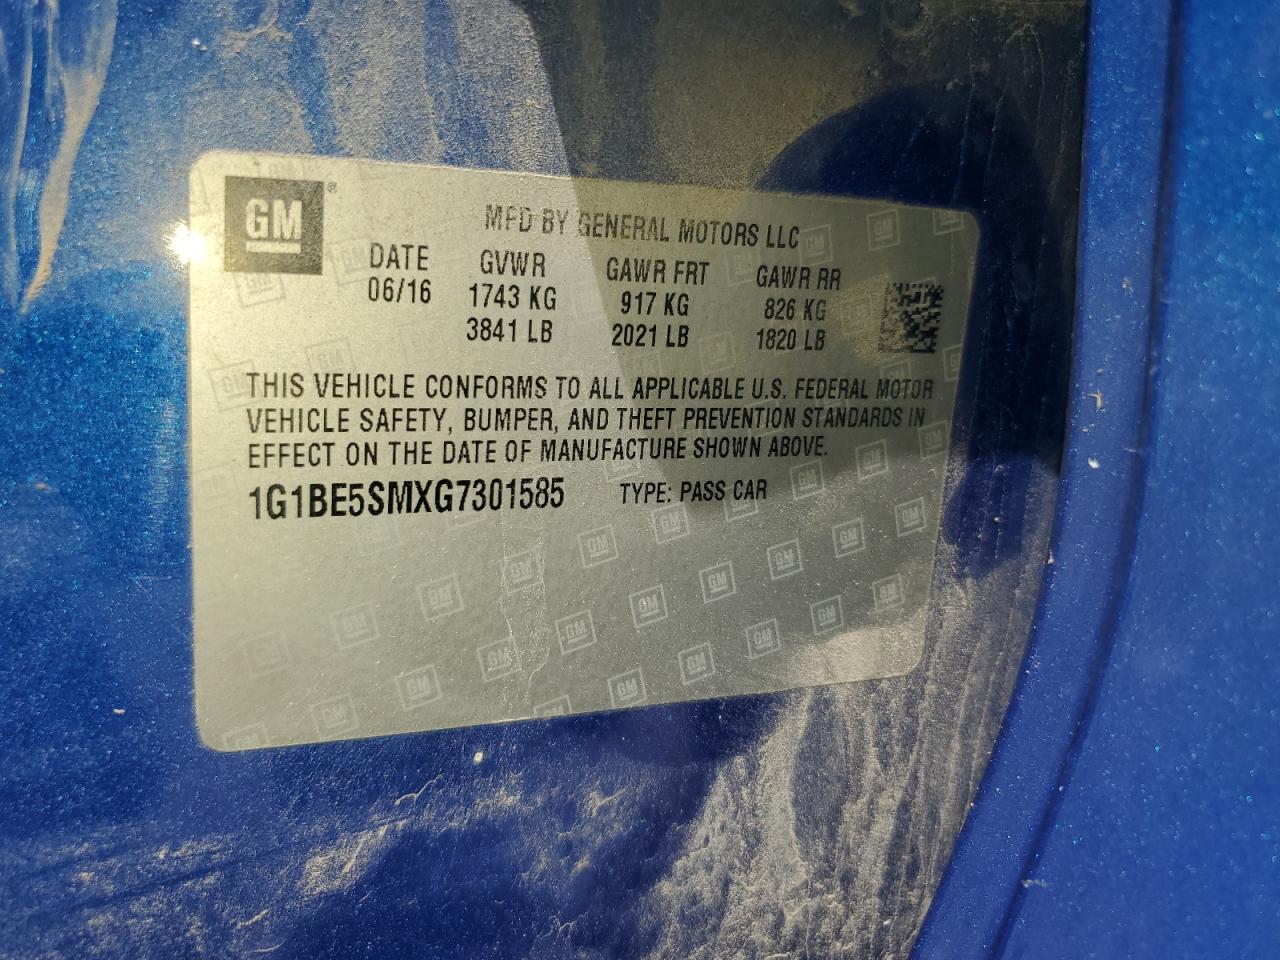 GM®
MFD BY GENERAL MOTORS LLC
DATE GVWR GAWR FRT GAWR RR
06/16 1743 KG 917 KG 826 KG
3841 LB 2021 LB 1820 LB
THIS VEHICLE CONFORMS TO ALL APPLICABLE U.S. FEDERAL MOTOR
VEHICLE SAFETY, BUMPER, AND THEFT PREVENTION STANDARDS IN
EFFECT ON THE DATE OF MANUFACTURE SHOWN ABOVE.
1G1BE5SMXG7301585 TYPE: PASS CAR